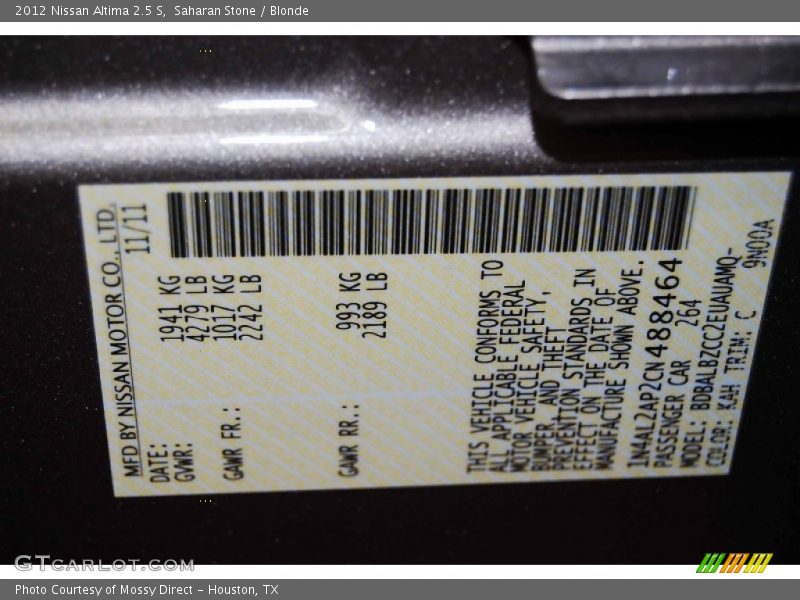 2012 Nissan Altima 2.5 S, Saharan Stone / Blonde
MFD BY NISSAN MOTOR CO., LTD.
DATE: 11/11
GVWR: 1941 KG
4279 LB
GAWR FR.: 1017 KG
2242 LB
GAWR RR.: 993 KG
2189 LB
THIS VEHICLE CONFORMS TO
ALL APPLICABLE FEDERAL
MOTOR VEHICLE SAFETY,
BUMPER, AND THEFT
PREVENTION STANDARDS IN
EFFECT ON THE DATE OF
MANUFACTURE SHOWN ABOVE.
1N4AL2AP2CN488464
PASSENGER CAR 264
MODEL: BDBALBZCC2EUAUAMQ-
COLOR: KAH TRIM: C 9N00A
GTCARLOT.COM
Photo Courtesy of Mossy Direct – Houston, TX